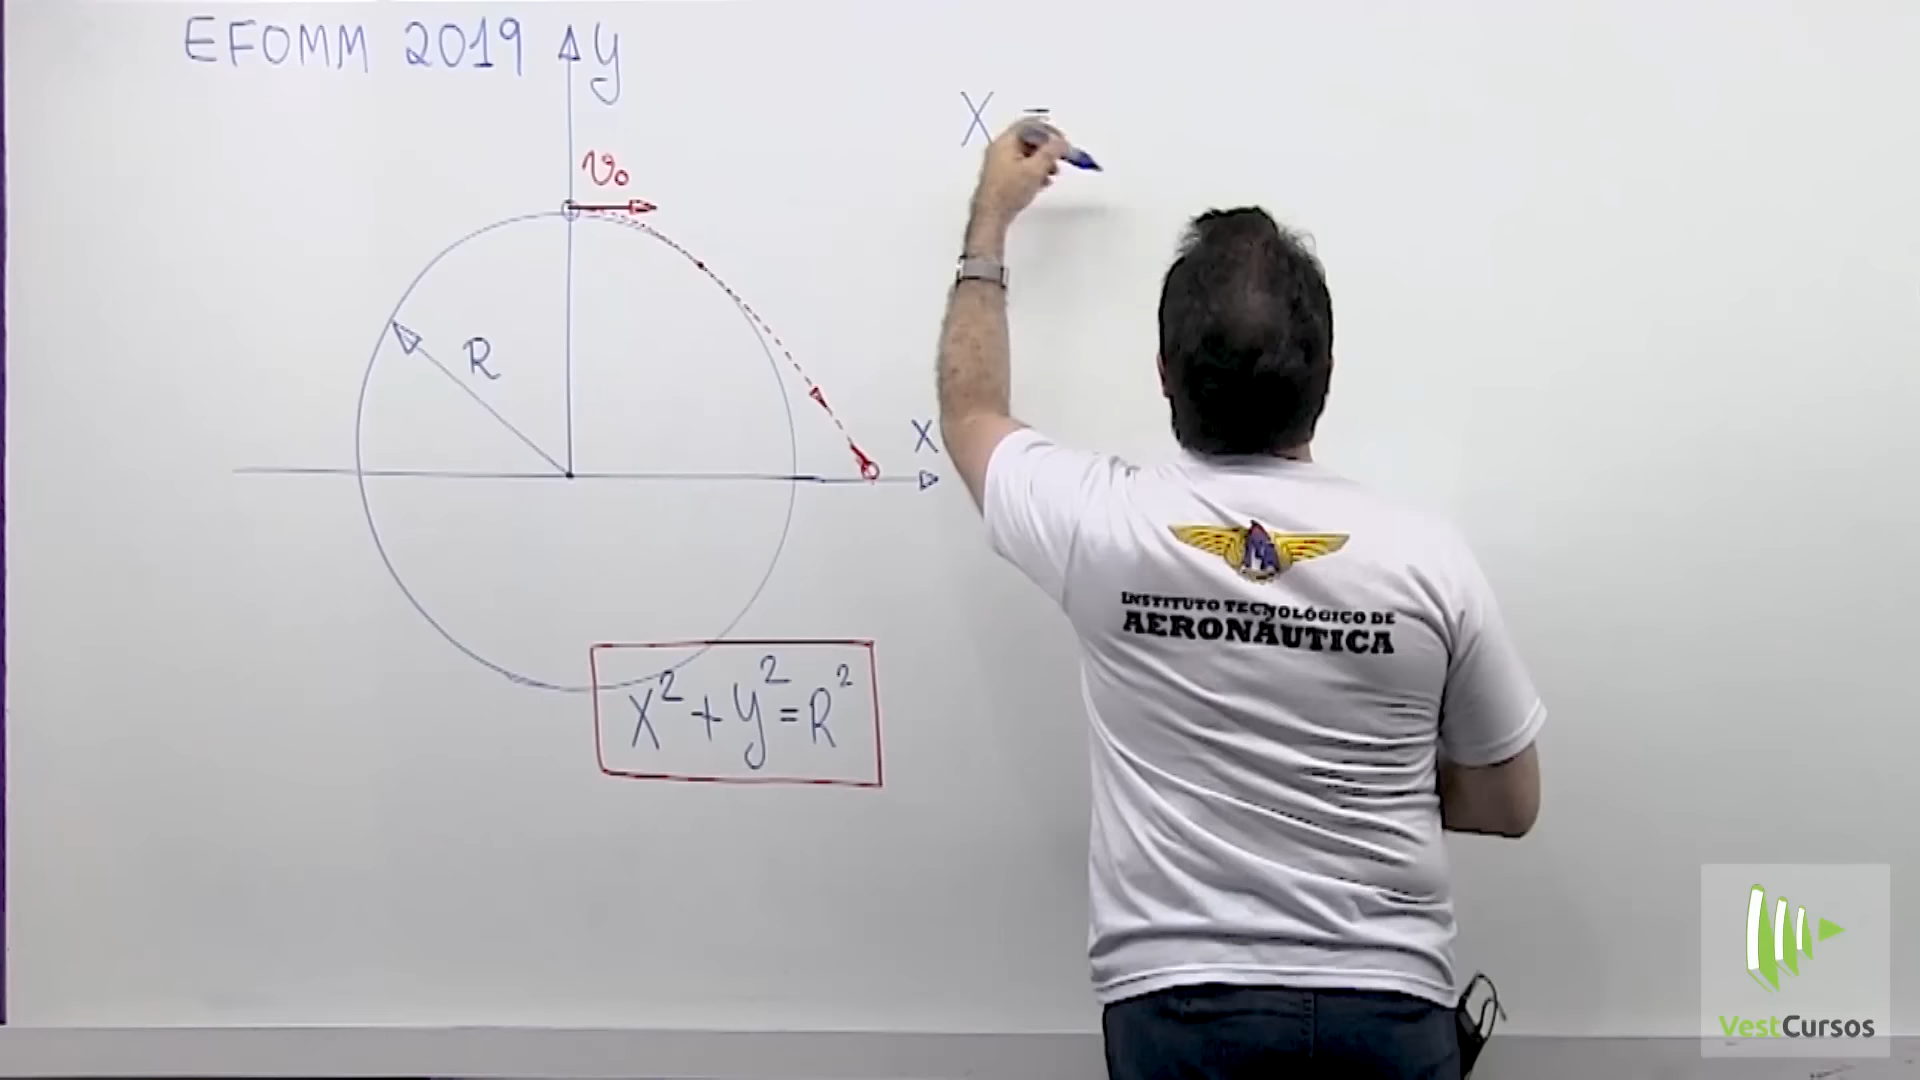 EFOMM 2019
y
v₀
R
X
X² + y² = R²
X =
INSTITUTO TECNOLÓGICO DE
AERONÁUTICA
VestCursos